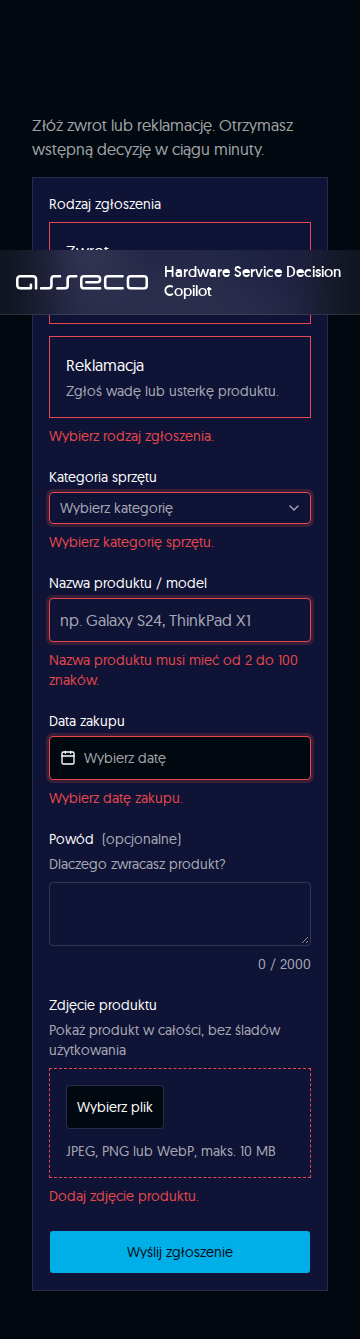 Złóż zwrot lub reklamację. Otrzymasz
wstępną decyzję w ciągu minuty.
Rodzaj zgłoszenia
asseco
Hardware Service Decision
Copilot
Reklamacja
Zgłoś wadę lub usterkę produktu.
Wybierz rodzaj zgłoszenia.
Kategoria sprzętu
Wybierz kategorię
Wybierz kategorię sprzętu.
Nazwa produktu / model
np. Galaxy S24, ThinkPad X1
Nazwa produktu musi mieć od 2 do 100
znaków.
Data zakupu
Wybierz datę
Wybierz datę zakupu.
Powód (opcjonalne)
Dlaczego zwracasz produkt?
0 / 2000
Zdjęcie produktu
Pokaż produkt w całości, bez śladów
użytkowania
Wybierz plik
JPEG, PNG lub WebP, maks. 10 MB
Dodaj zdjęcie produktu.
Wyślij zgłoszenie